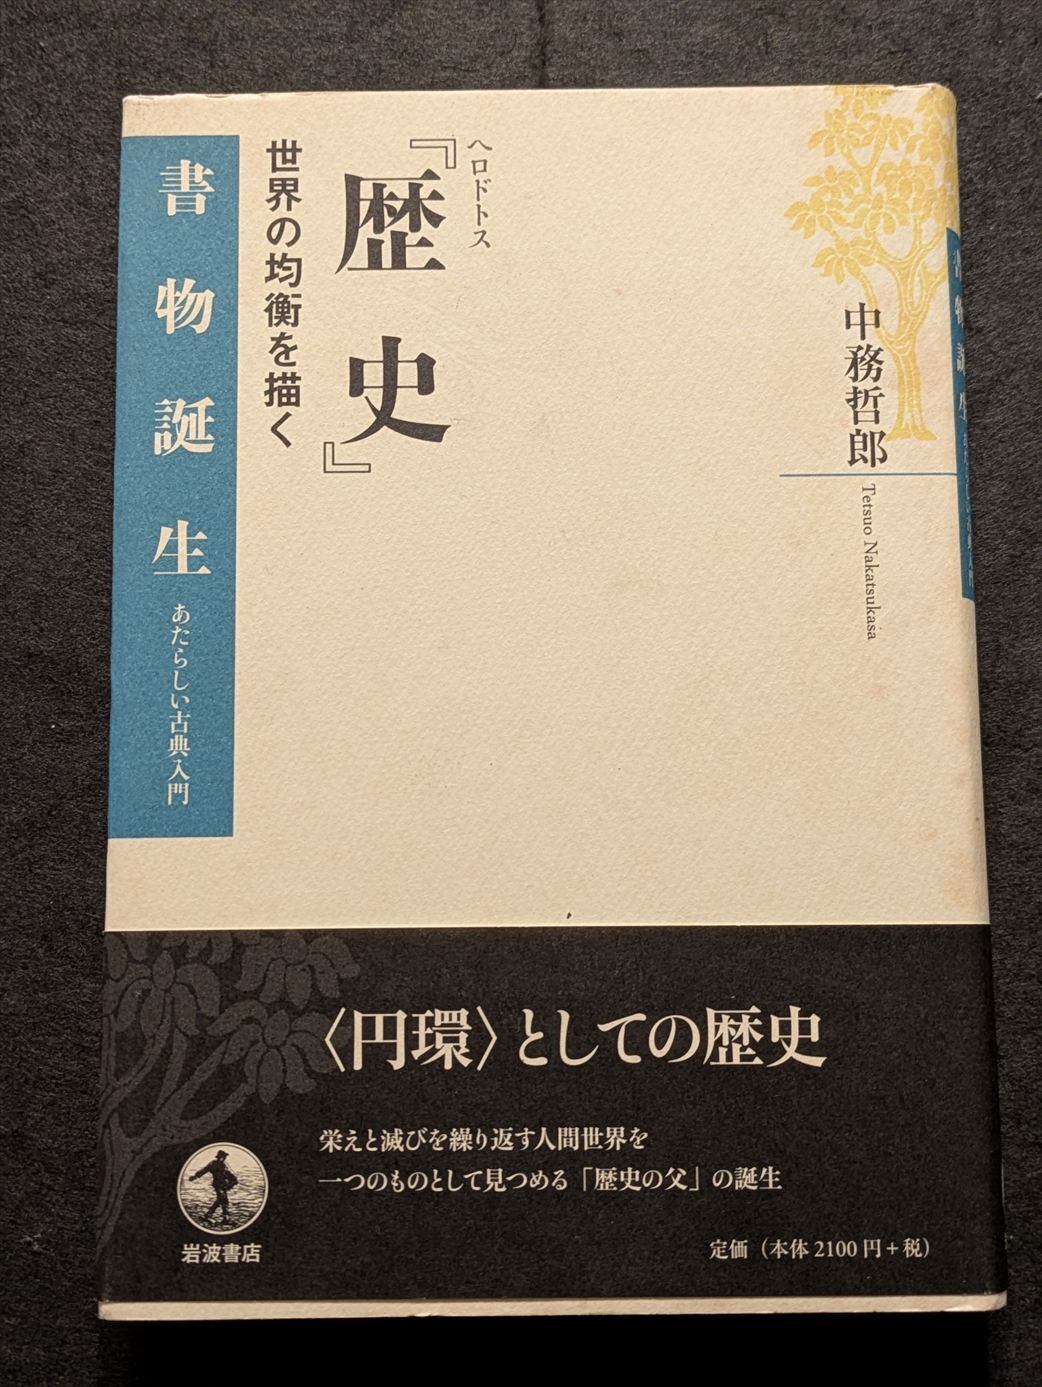 ヘロドトス
『歴史』
世界の均衡を描く
中務哲郎
Tetsuo Nakatsukasa
書物誕生
あたらしい古典入門
書物誕生
〈円環〉としての歴史
栄えと滅びを繰り返す人間世界を
一つのものとして見つめる「歴史の父」の誕生
岩波書店
定価（本体2100円+税）